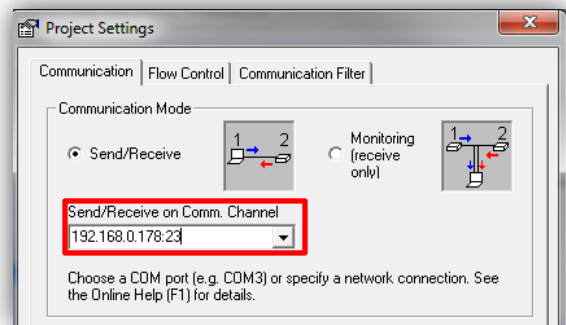 Project Settings
Communication Flow Control Communication Filter
Communication Mode
Send/Receive
1 2
Monitoring (receive only)
1 2
Send/Receive on Comm. Channel
192.168.0.178:23
Choose a COM port (e.g. COM3) or specify a network connection. See
the Online Help (F1) for details.